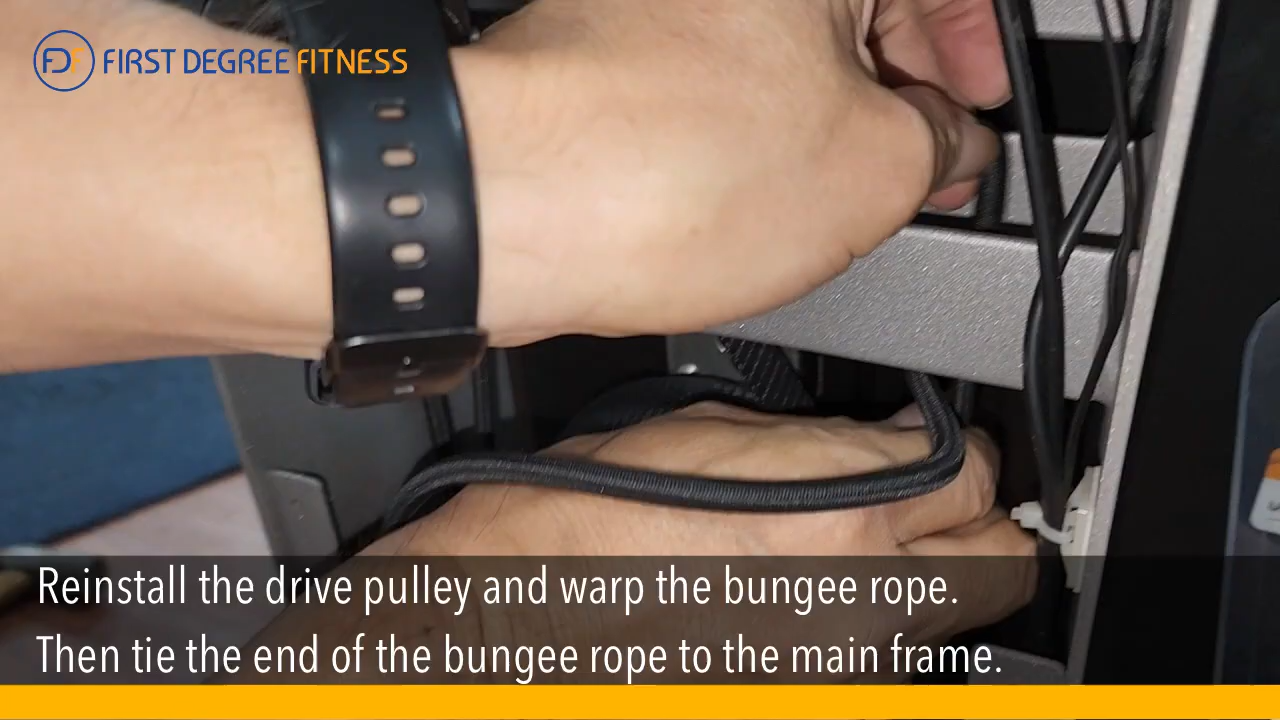 FDF FIRST DEGREE FITNESS
Reinstall the drive pulley and warp the bungee rope.
Then tie the end of the bungee rope to the main frame.